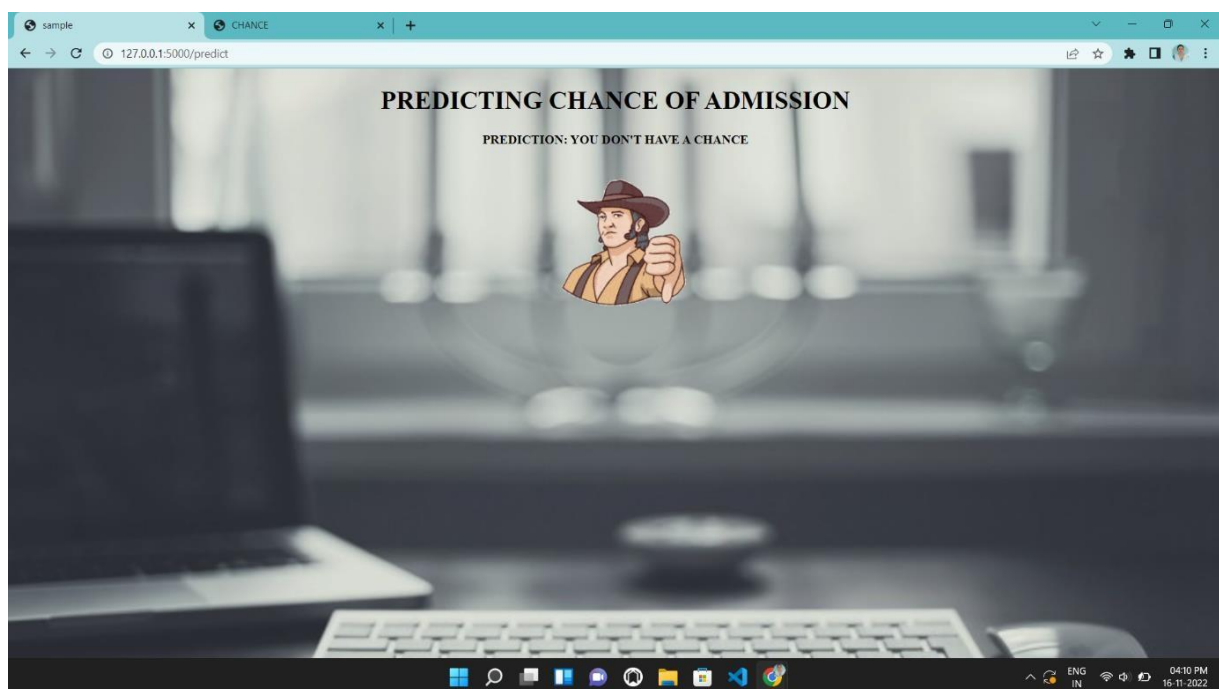 sample
CHANCE
127.0.0.1:5000/predict
PREDICTING CHANCE OF ADMISSION
PREDICTION: YOU DON'T HAVE A CHANCE
ENG
IN
04:10 PM
16-11-2022